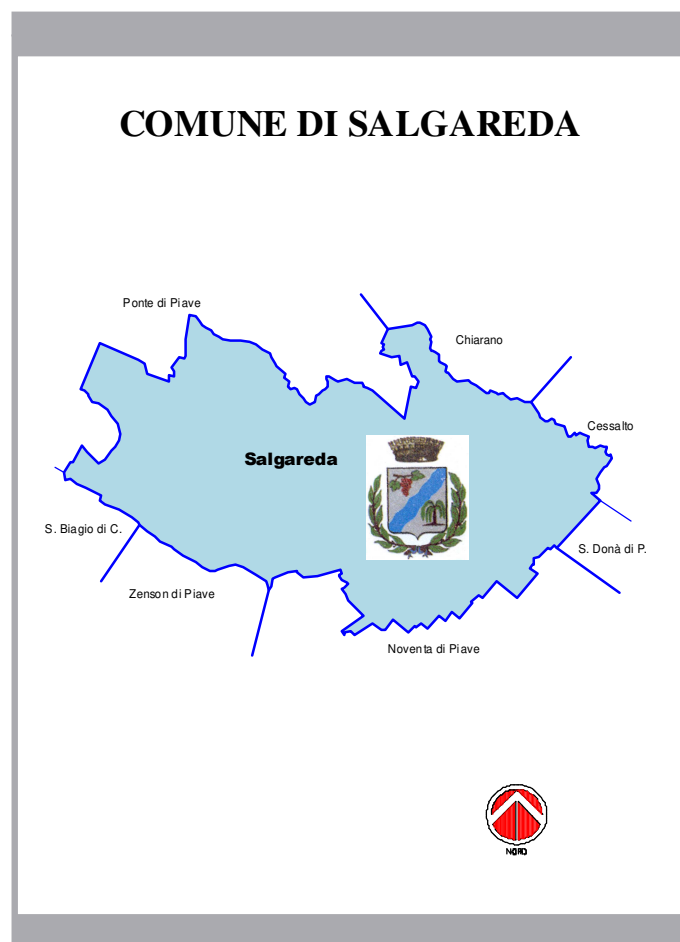 COMUNE DI SALGAREDA
Ponte di Piave
Chiarano
Cessalto
Salgareda
S. Biagio di C.
S. Donà di P.
Zenson di Piave
Noventa di Piave
NORD